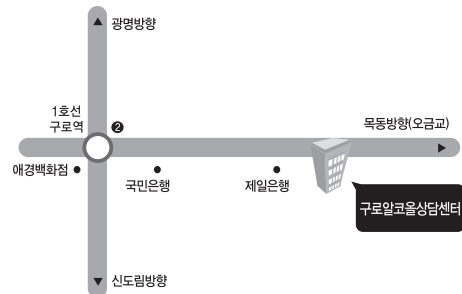 ▲ 광명방향
1호선
구로역
❷
목동방향(오금교)
▶
애경백화점 ●
● 국민은행
● 제일은행
구로알코올상담센터
▼ 신도림방향